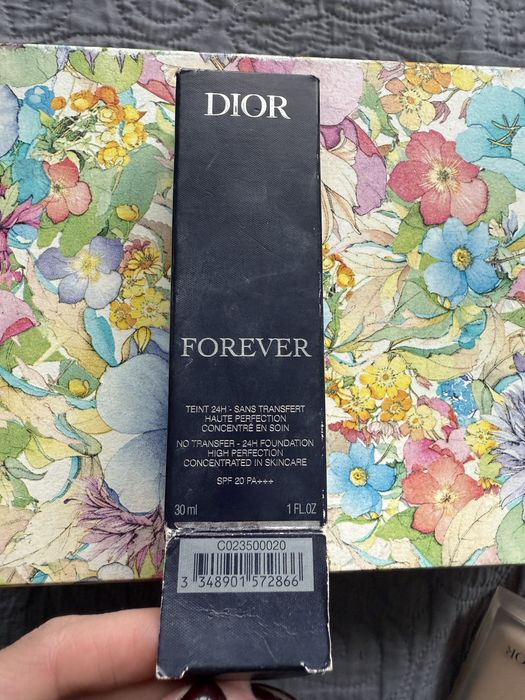 DIOR
FOREVER
TEINT 24H - SANS TRANSFERT
HAUTE PERFECTION
CONCENTRÉ EN SOIN
NO TRANSFER - 24H FOUNDATION
HIGH PERFECTION
CONCENTRATED IN SKINCARE
SPF 20 PA+++
30 ml 1 FL.OZ
C023500020
3 348901 572866